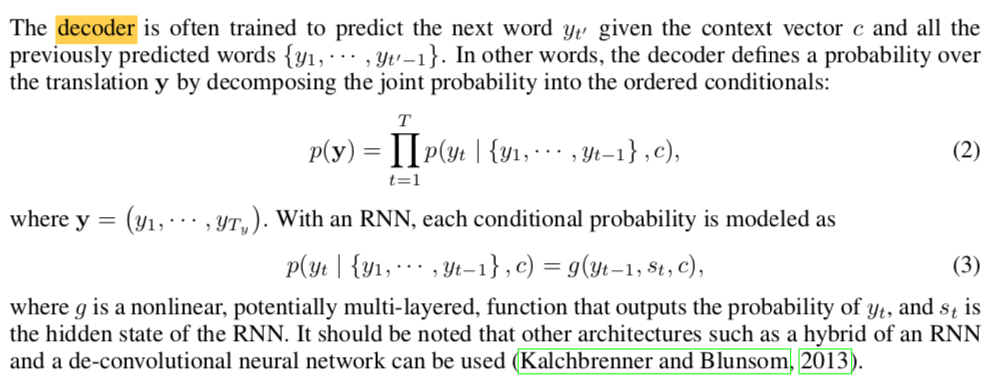 The decoder is often trained to predict the next word y_{t'} given the context vector c and all the
previously predicted words {y_1, ⋯ , y_{t'−1}}. In other words, the decoder defines a probability over
the translation y by decomposing the joint probability into the ordered conditionals:
p(y) = ∏_{t=1}^{T} p(y_t | {y_1, ⋯ , y_{t−1}} , c), (2)
where y = (y_1, ⋯ , y_{T_y}). With an RNN, each conditional probability is modeled as
p(y_t | {y_1, ⋯ , y_{t−1}} , c) = g(y_{t−1}, s_t, c), (3)
where g is a nonlinear, potentially multi-layered, function that outputs the probability of y_t, and s_t is
the hidden state of the RNN. It should be noted that other architectures such as a hybrid of an RNN
and a de-convolutional neural network can be used (Kalchbrenner and Blunsom, 2013).